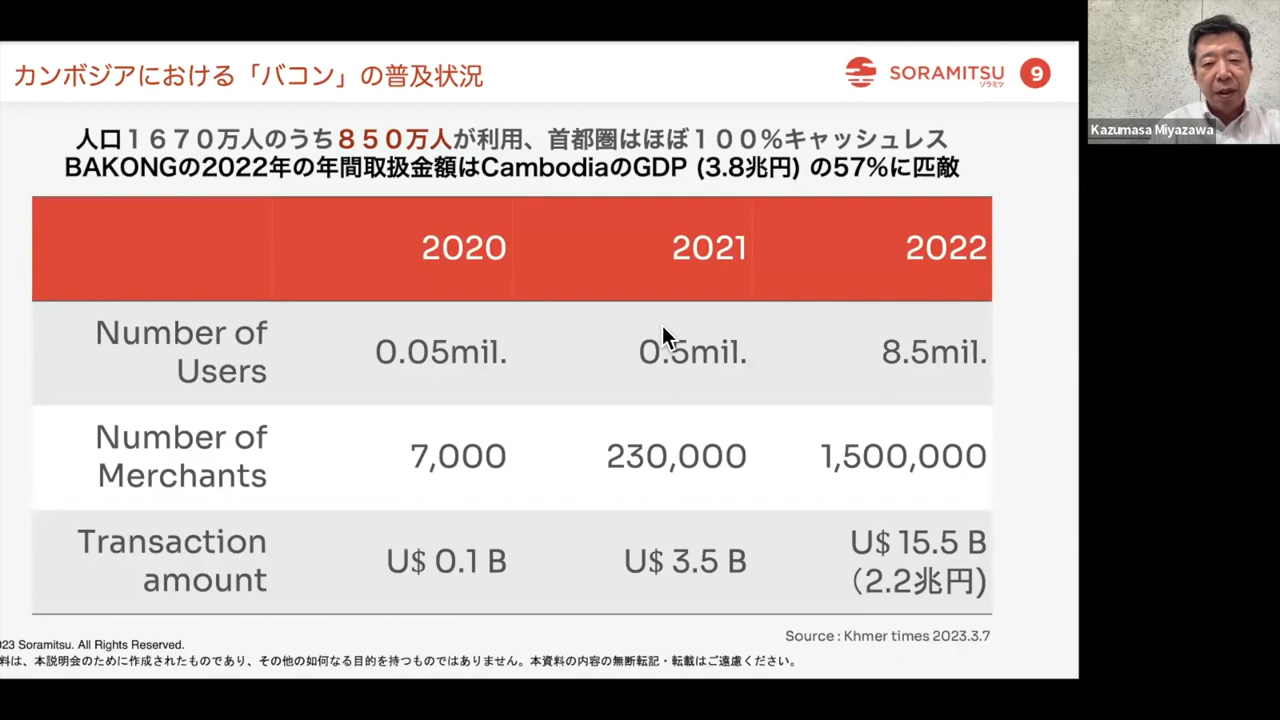 カンボジアにおける「バコン」の普及状況
SORAMITSU
ソラミツ
9
人口１６７０万人のうち８５０万人が利用、首都圏はほぼ１００％キャッシュレス
BAKONGの2022年の年間取扱金額はCambodiaのGDP (3.8兆円) の57%に匹敵
2020 2021 2022
Number of Users 0.05mil. 0.5mil. 8.5mil.
Number of Merchants 7,000 230,000 1,500,000
Transaction amount U$ 0.1 B U$ 3.5 B U$ 15.5 B (2.2兆円)
Source : Khmer times 2023.3.7
023 Soramitsu. All Rights Reserved.
料は、本説明会のために作成されたものであり、その他の如何なる目的を持つものではありません。本資料の内容の無断転記・転載はご遠慮ください。
Kazumasa Miyazawa